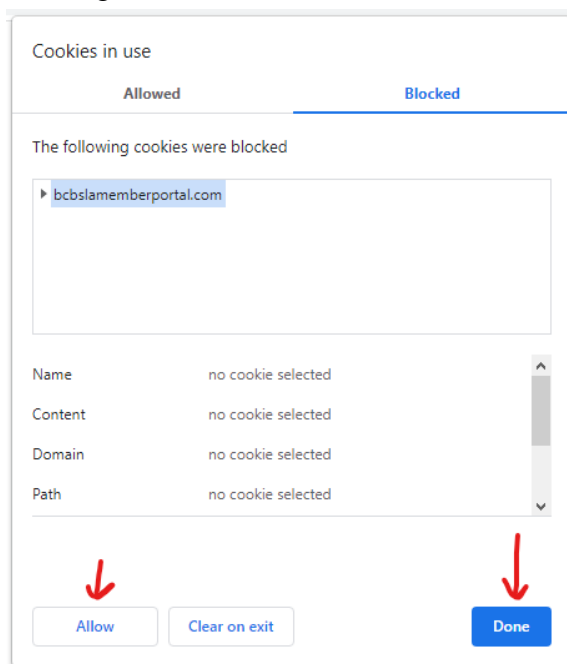 Cookies in use
Allowed Blocked
The following cookies were blocked
bcbslamemberportal.com
Name no cookie selected
Content no cookie selected
Domain no cookie selected
Path no cookie selected
Allow Clear on exit Done